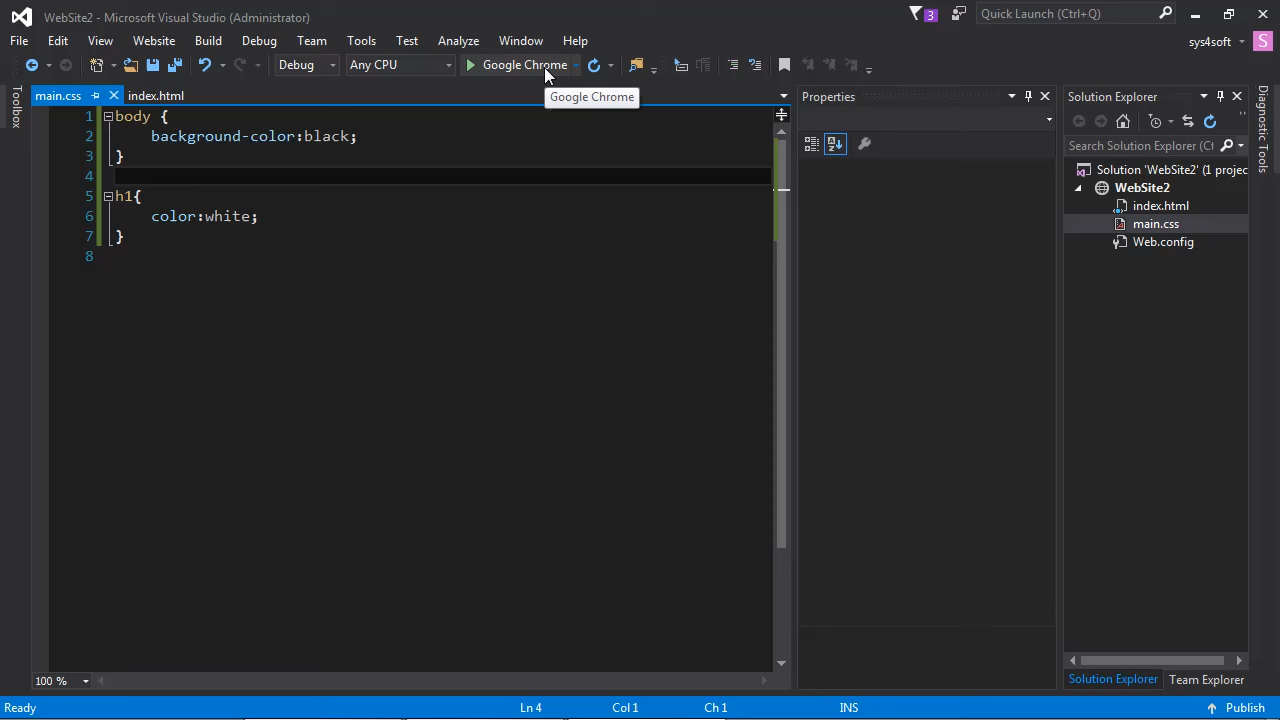 WebSite2 - Microsoft Visual Studio (Administrator)
3
Quick Launch (Ctrl+Q)
File Edit View Website Build Debug Team Tools Test Analyze Window Help
sys4soft S
Debug Any CPU Google Chrome
Google Chrome
Toolbox
main.css index.html
1 body {
2 background-color:black;
3 }
4
5 h1{
6 color:white;
7 }
8
100 %
Properties
Solution Explorer
Search Solution Explorer (Ct
Solution 'WebSite2' (1 projec
WebSite2
index.html
main.css
Web.config
Solution Explorer Team Explorer
Diagnostic Tools
Ready Ln 4 Col 1 Ch 1 INS Publish